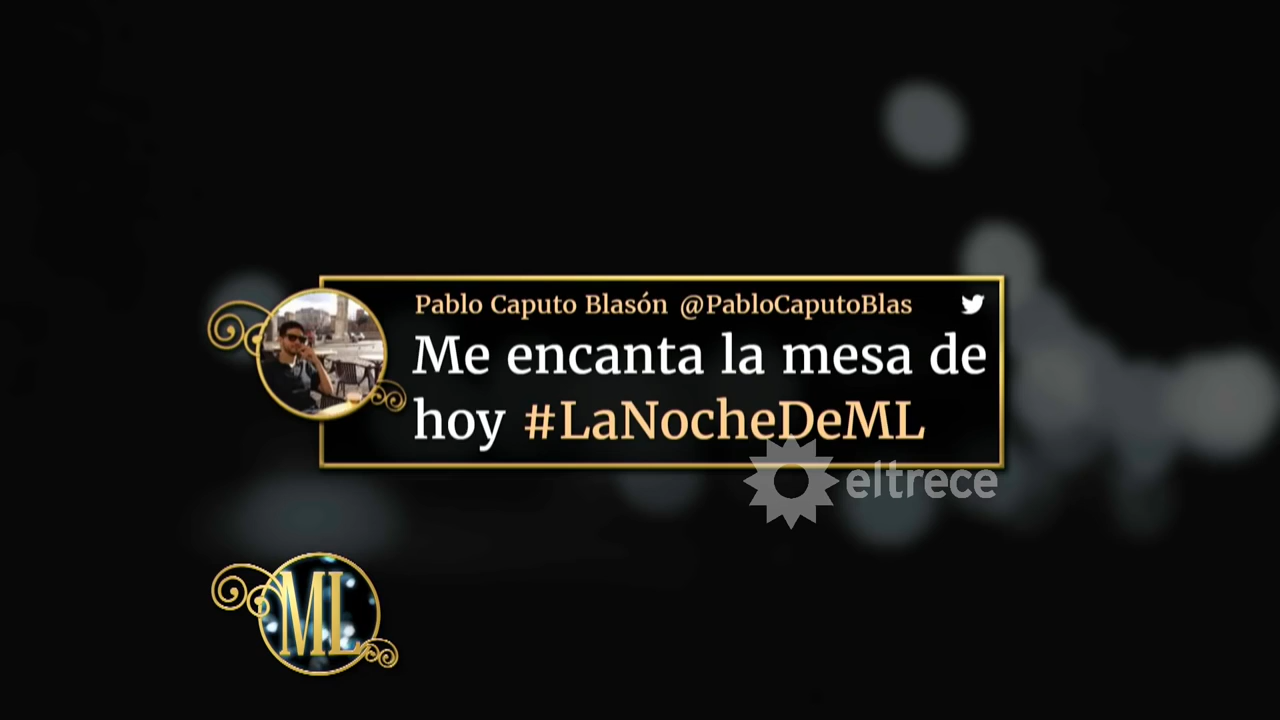 Pablo Caputo Blasón @PabloCaputoBlas
Me encanta la mesa de
hoy #LaNocheDeML
eltrece
ML